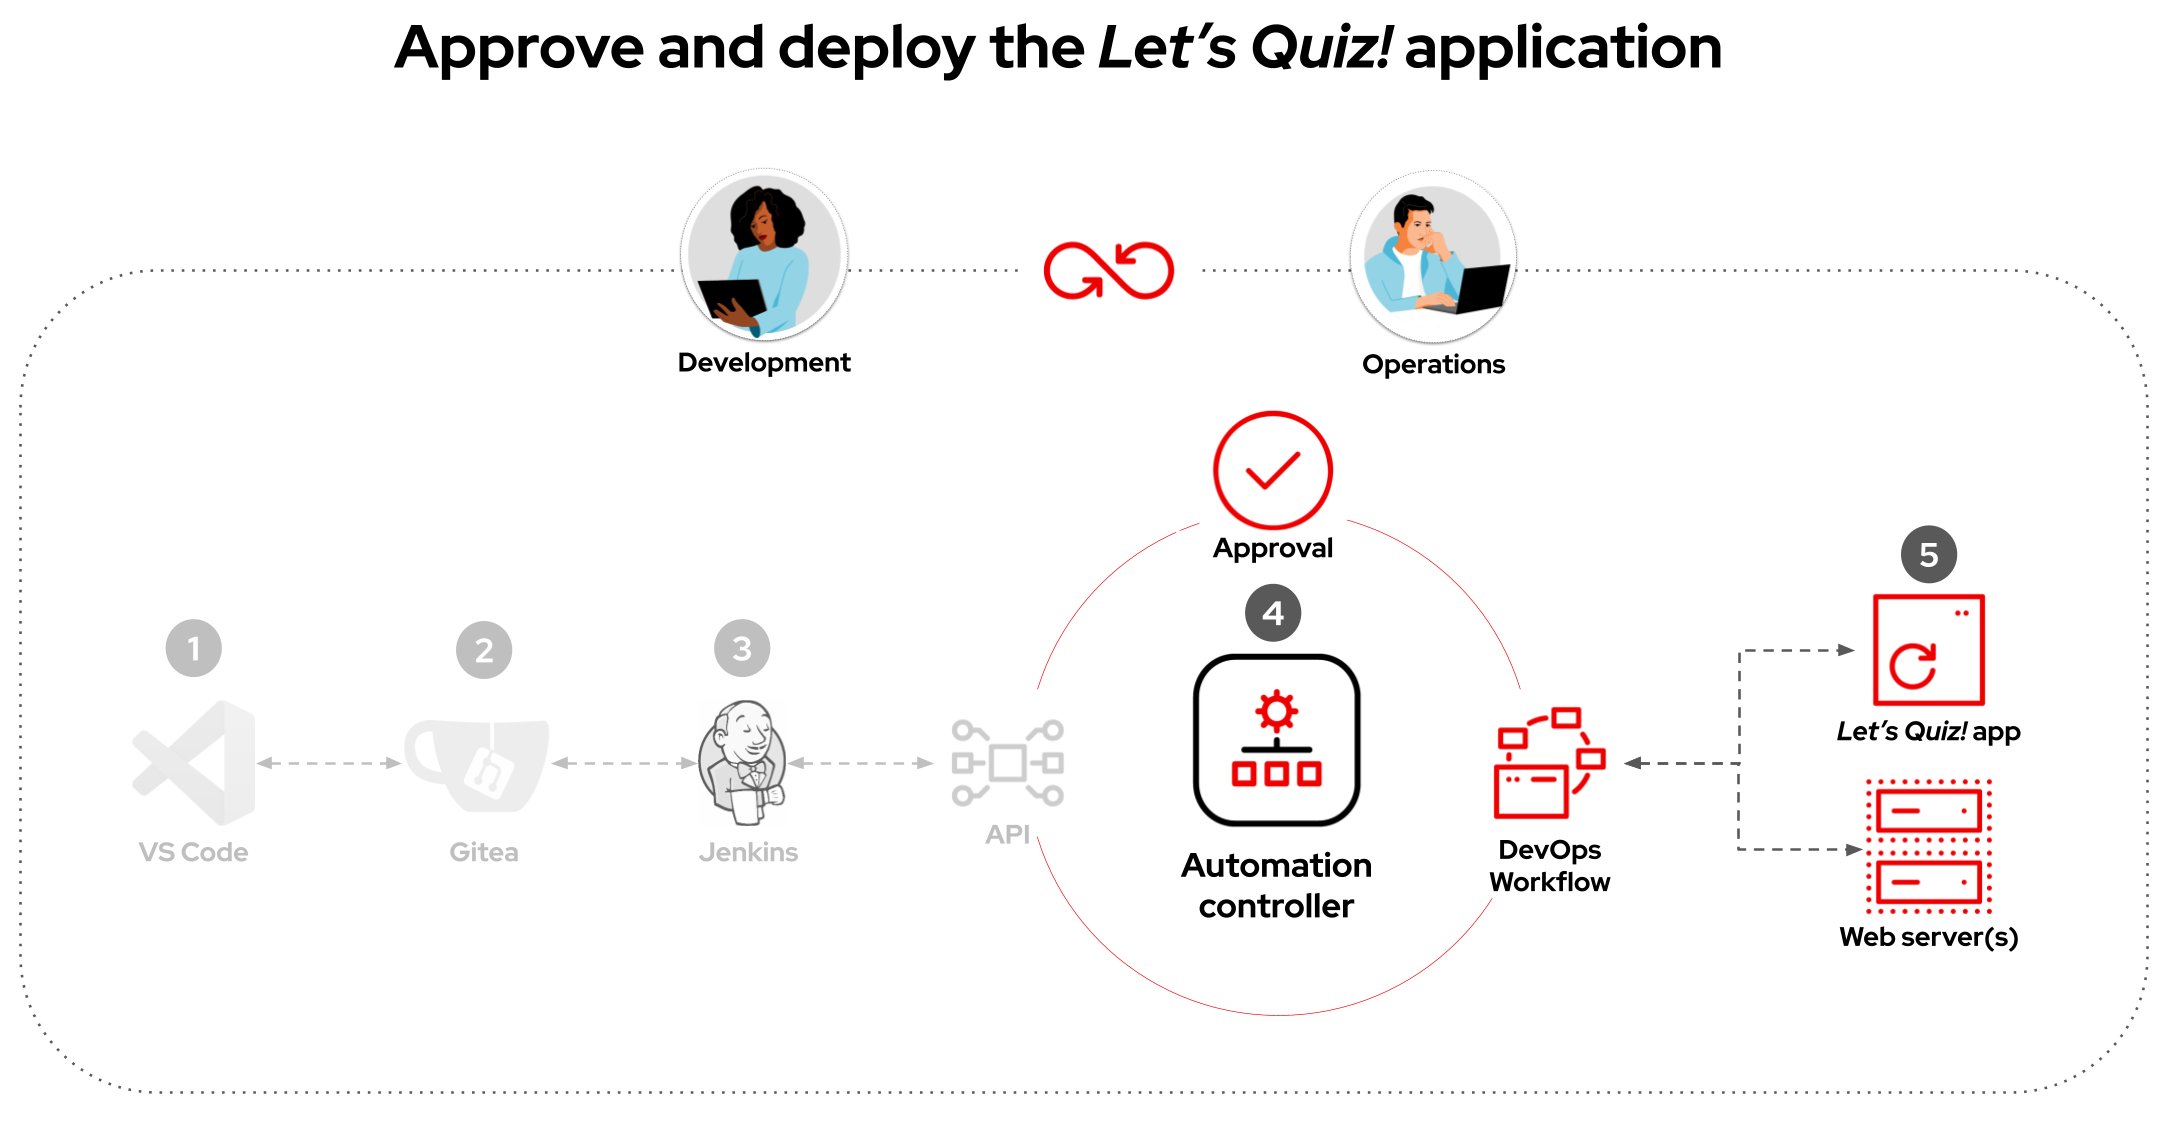 Approve and deploy the Let's Quiz! application
Development
Operations
Approval
1
2
3
4
5
VS Code
Gitea
Jenkins
API
Automation
controller
DevOps
Workflow
Let's Quiz! app
Web server(s)